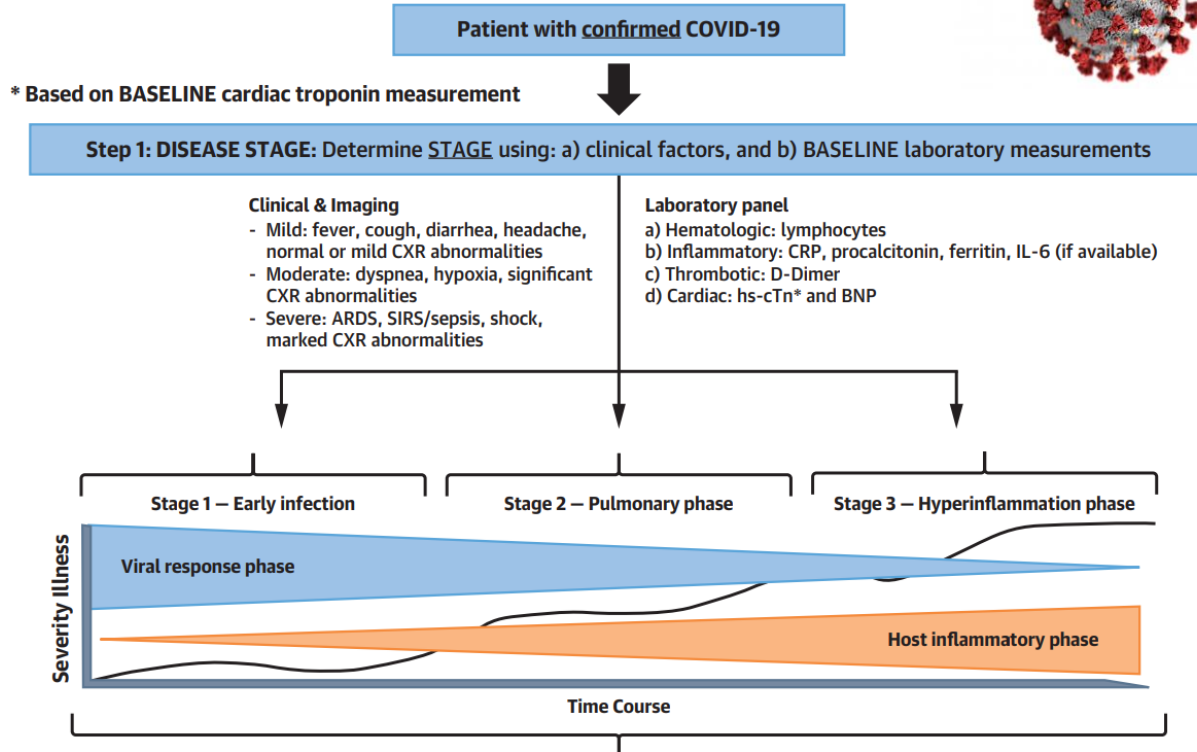 Patient with confirmed COVID-19
* Based on BASELINE cardiac troponin measurement
Step 1: DISEASE STAGE: Determine STAGE using: a) clinical factors, and b) BASELINE laboratory measurements
Clinical & Imaging
- Mild: fever, cough, diarrhea, headache,
normal or mild CXR abnormalities
- Moderate: dyspnea, hypoxia, significant
CXR abnormalities
- Severe: ARDS, SIRS/sepsis, shock,
marked CXR abnormalities
Laboratory panel
a) Hematologic: lymphocytes
b) Inflammatory: CRP, procalcitonin, ferritin, IL-6 (if available)
c) Thrombotic: D-Dimer
d) Cardiac: hs-cTn* and BNP
Stage 1 – Early infection
Stage 2 – Pulmonary phase
Stage 3 – Hyperinflammation phase
Severity Illness
Viral response phase
Host inflammatory phase
Time Course